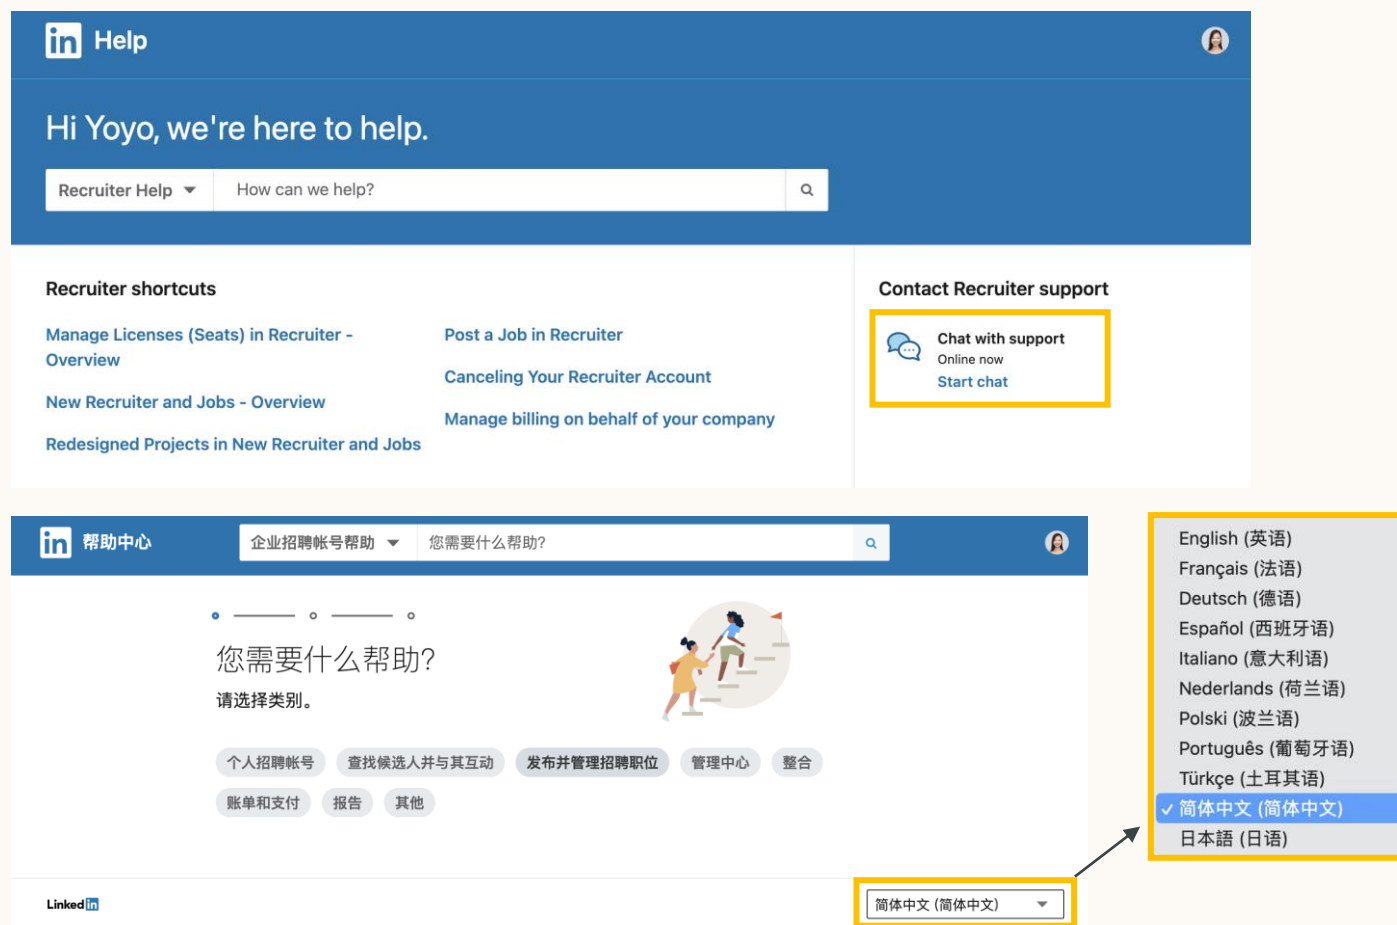 in Help
Hi Yoyo, we're here to help.
Recruiter Help
How can we help?
Recruiter shortcuts
Manage Licenses (Seats) in Recruiter -
Overview
New Recruiter and Jobs - Overview
Redesigned Projects in New Recruiter and Jobs
Post a Job in Recruiter
Canceling Your Recruiter Account
Manage billing on behalf of your company
Contact Recruiter support
Chat with support
Online now
Start chat
in 帮助中心
企业招聘帐号帮助
您需要什么帮助?
您需要什么帮助?
请选择类别。
个人招聘帐号 查找候选人并与其互动 发布并管理招聘职位 管理中心 整合
账单和支付 报告 其他
Linked in
简体中文 (简体中文)
English (英语)
Français (法语)
Deutsch (德语)
Español (西班牙语)
Italiano (意大利语)
Nederlands (荷兰语)
Polski (波兰语)
Português (葡萄牙语)
Türkçe (土耳其语)
✓ 简体中文 (简体中文)
日本語 (日语)